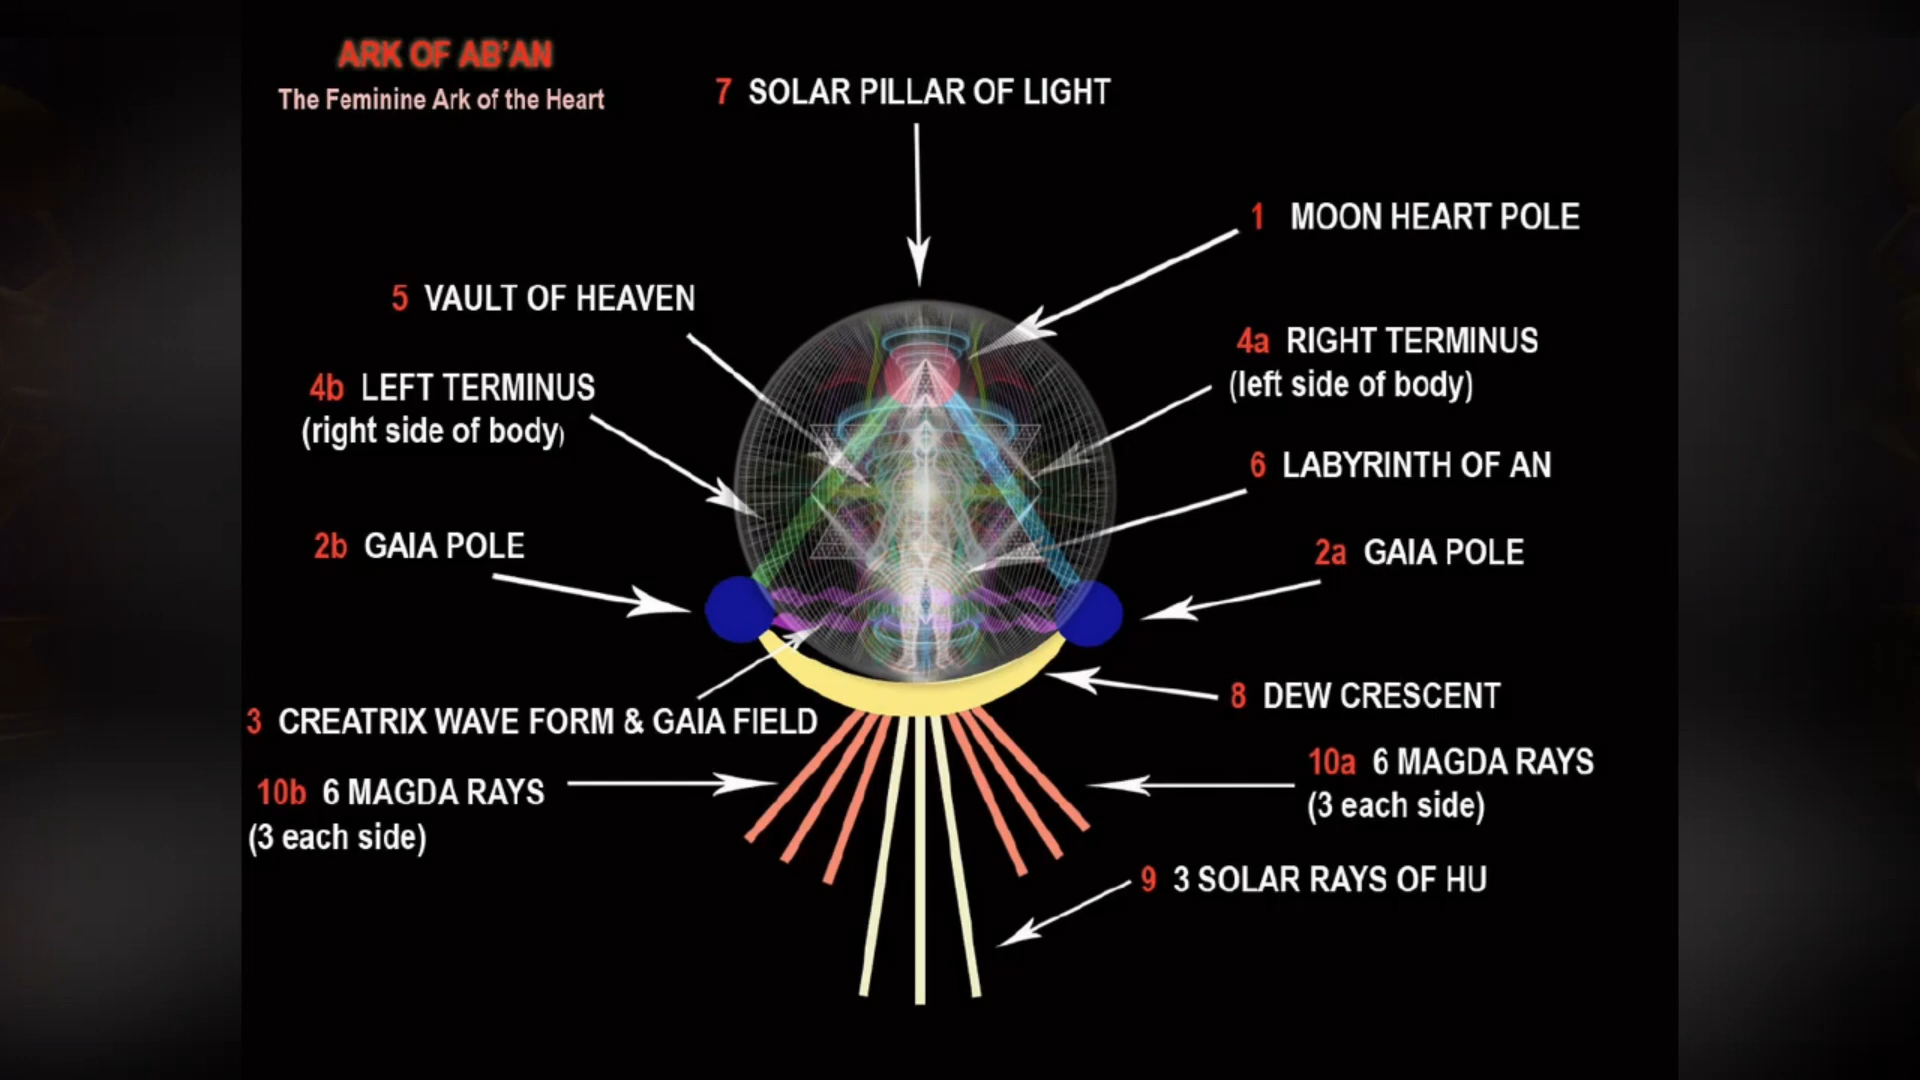 ARK OF AB'AN
The Feminine Ark of the Heart
7 SOLAR PILLAR OF LIGHT
1 MOON HEART POLE
5 VAULT OF HEAVEN
4a RIGHT TERMINUS
(left side of body)
4b LEFT TERMINUS
(right side of body)
6 LABYRINTH OF AN
2b GAIA POLE
2a GAIA POLE
8 DEW CRESCENT
3 CREATRIX WAVE FORM & GAIA FIELD
10a 6 MAGDA RAYS
(3 each side)
10b 6 MAGDA RAYS
(3 each side)
9 3 SOLAR RAYS OF HU